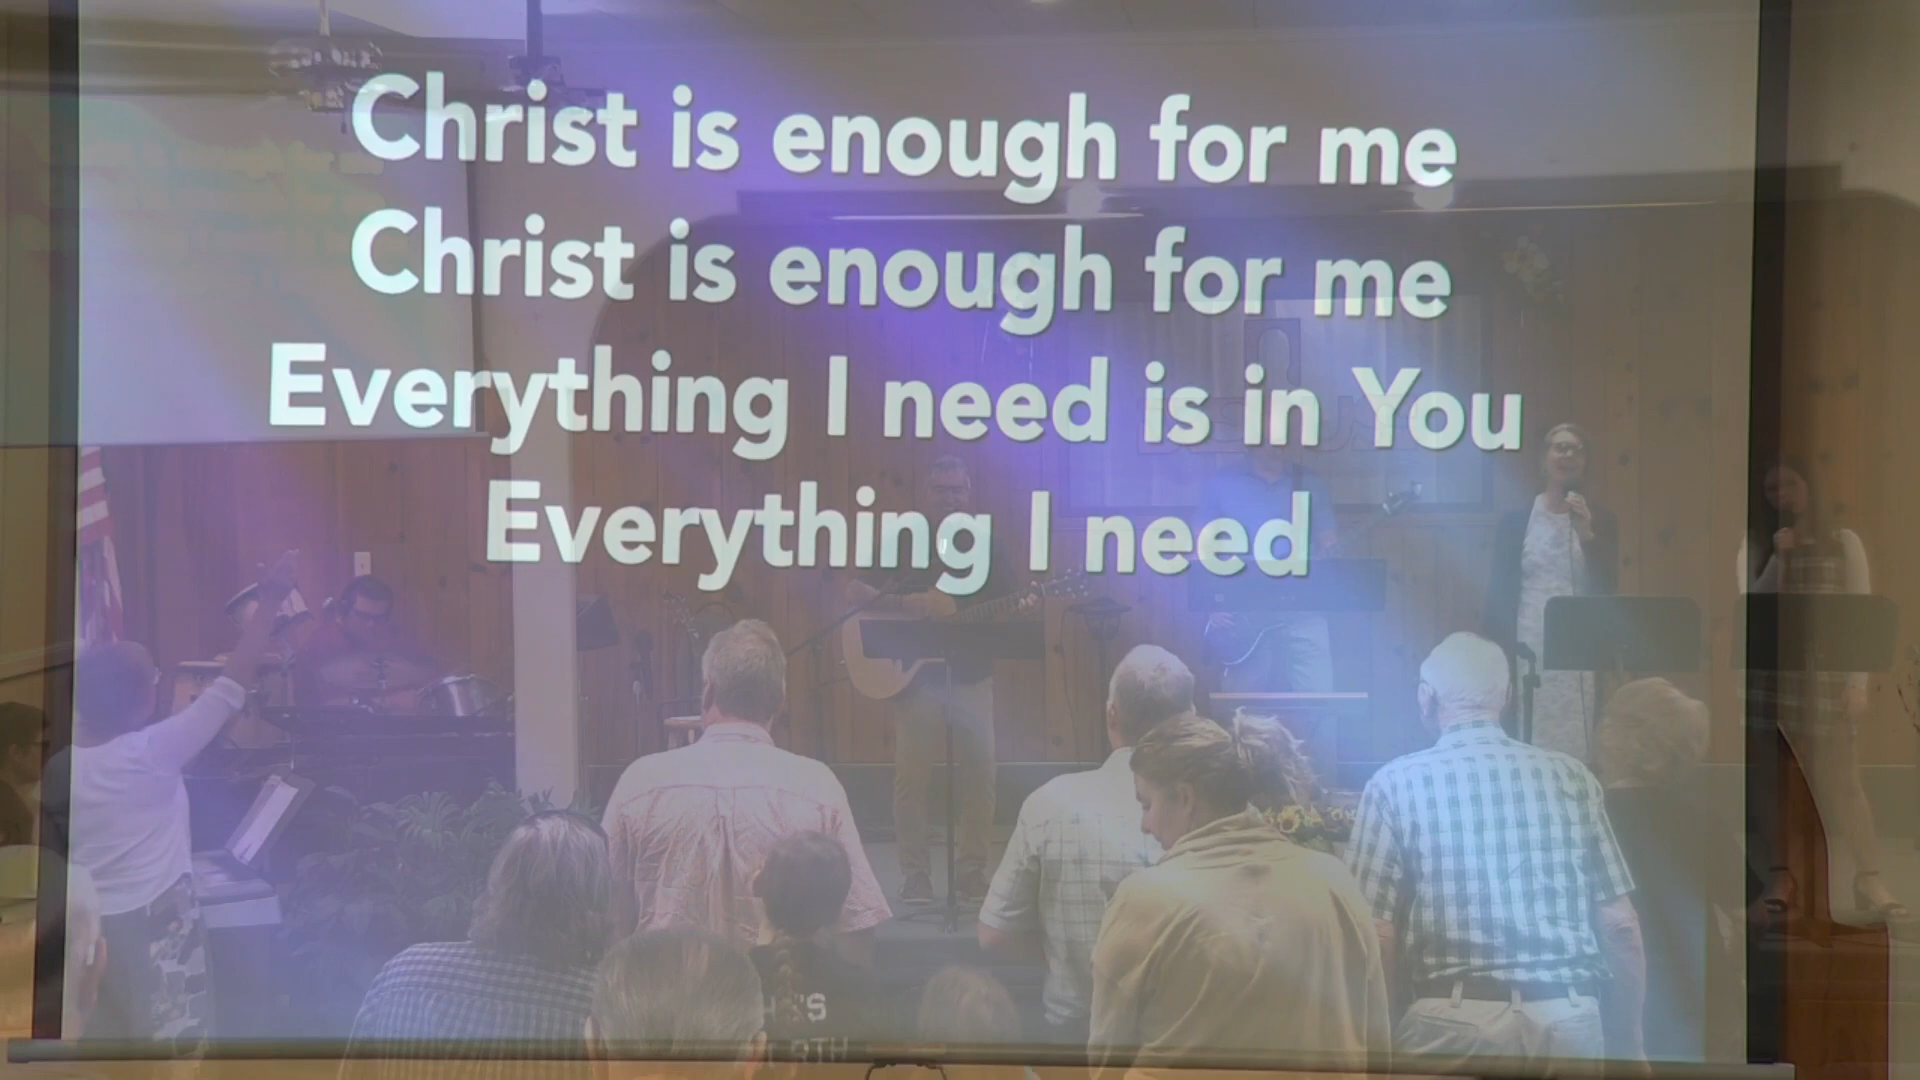 Christ is enough for me
Christ is enough for me
Everything I need is in You
Everything I need